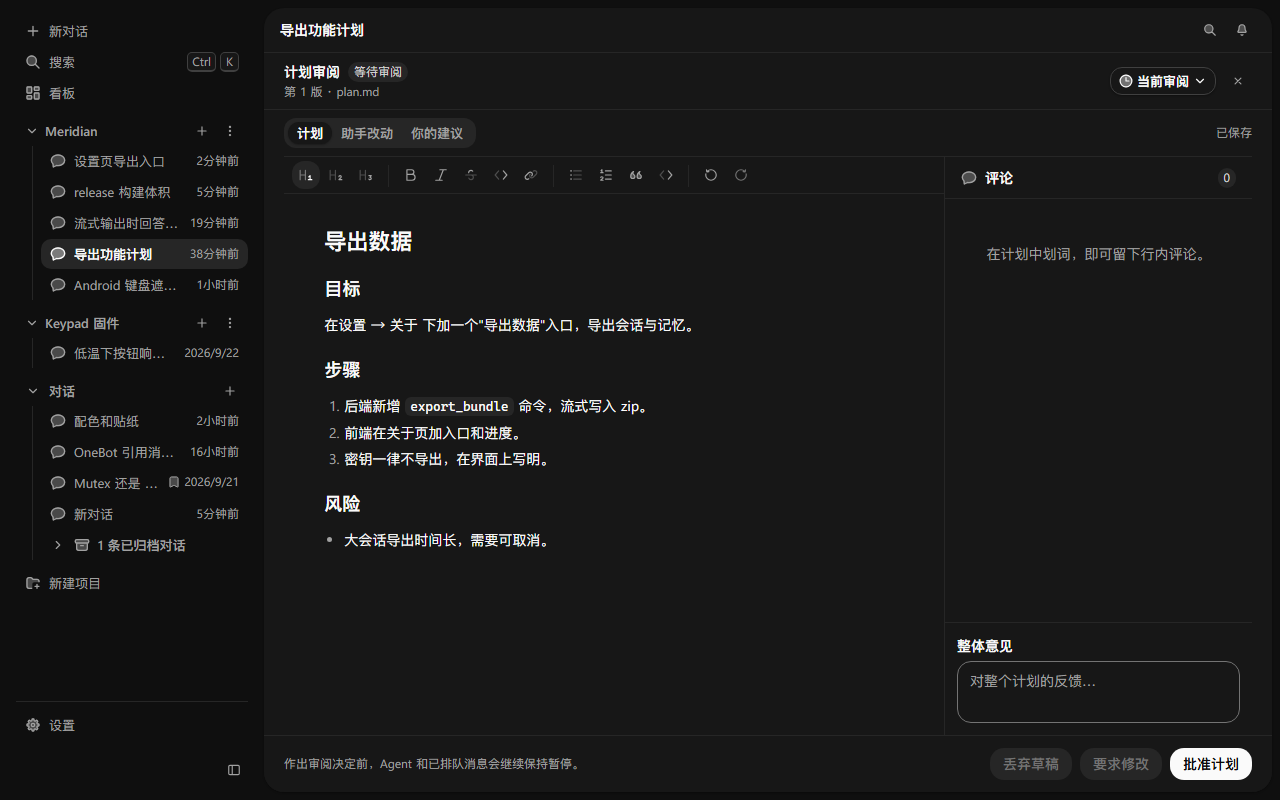 新对话
搜索 Ctrl K
看板
Meridian
设置页导出入口 2分钟前
release 构建体积 5分钟前
流式输出时回答… 19分钟前
导出功能计划 38分钟前
Android 键盘遮… 1小时前
Keypad 固件
低温下按钮响… 2026/9/22
对话
配色和贴纸 2小时前
OneBot 引用消… 16小时前
Mutex 还是 … 2026/9/21
新对话 5分钟前
1 条已归档对话
新建项目
设置
导出功能计划
计划审阅 等待审阅
第 1 版 · plan.md
当前审阅
计划 助手改动 你的建议
已保存
H1 H2 H3 B I S
导出数据
目标
在设置 → 关于 下加一个"导出数据"入口，导出会话与记忆。
步骤
1. 后端新增 export_bundle 命令，流式写入 zip。
2. 前端在关于页加入口和进度。
3. 密钥一律不导出，在界面上写明。
风险
• 大会话导出时间长，需要可取消。
评论 0
在计划中划词，即可留下行内评论。
整体意见
对整个计划的反馈…
作出审阅决定前，Agent 和已排队消息会继续保持暂停。
丢弃草稿 要求修改 批准计划